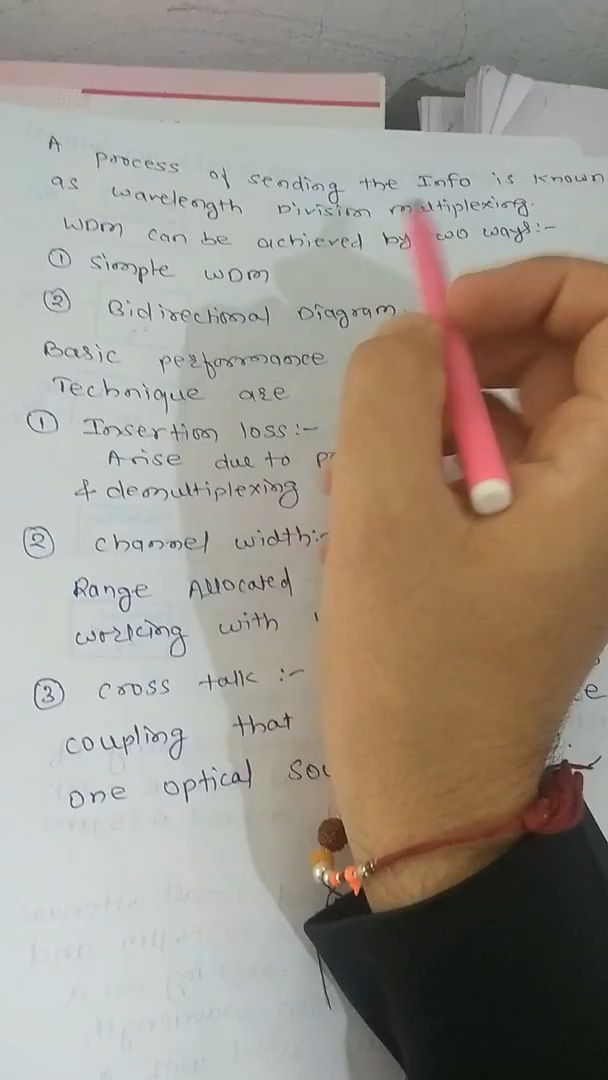 A process of sending the Info is known
as wavelength Division multiplexing.
WDM can be achieved by two ways:-
① Simple WDM
② Bidirectional Diagram.
Basic performance
Technique are
① Insertion loss:-
Arise due to
& demultiplexing
② channel width:-
Range Allocated
working with
③ Cross talk :-
coupling that
one optical